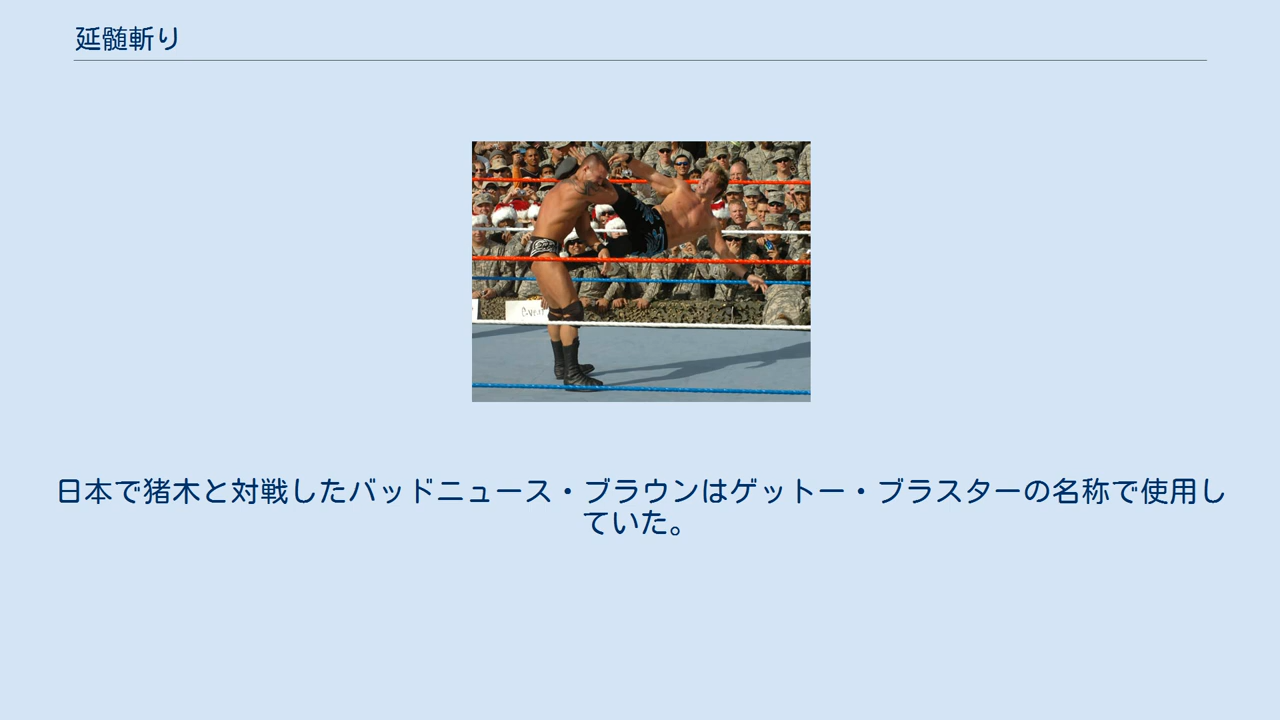 延髄斬り
日本で猪木と対戦したバッドニュース・ブラウンはゲットー・ブラスターの名称で使用し
ていた。